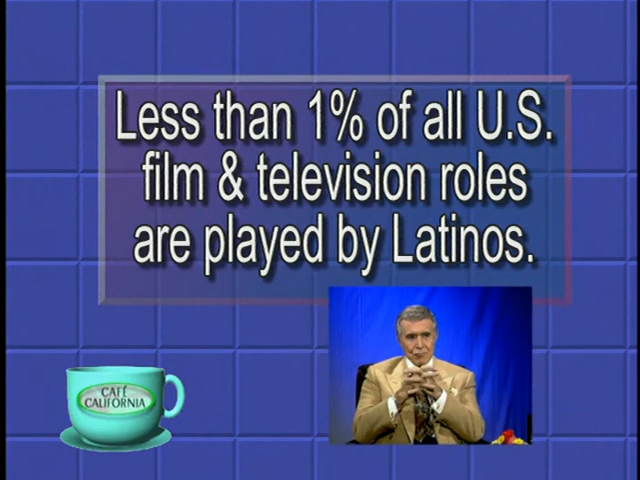 Less than 1% of all U.S.
film & television roles
are played by Latinos.
CAFÉ
CALIFORNIA